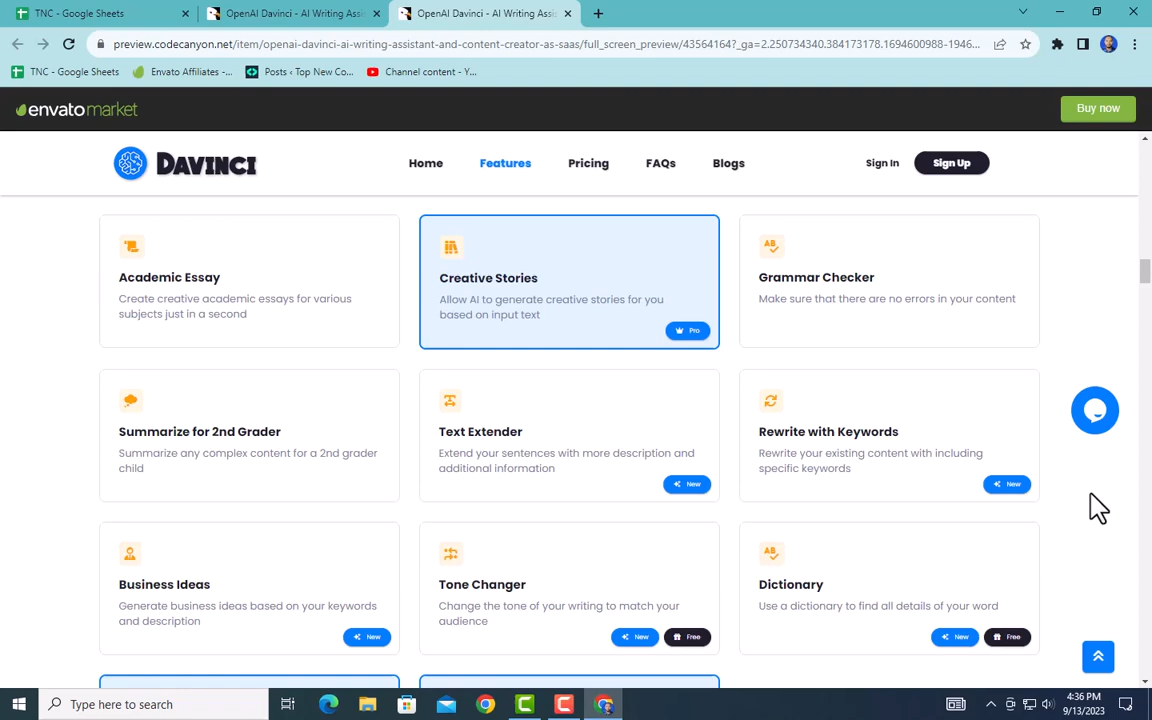 TNC - Google Sheets
OpenAI Davinci - AI Writing Assis
OpenAI Davinci - AI Writing Assis
preview.codecanyon.net/item/openai-davinci-ai-writing-assistant-and-content-creator-as-saas/full_screen_preview/43564164?_ga=2.250734340.384173178.1694600988-1946...
TNC - Google Sheets
Envato Affiliates -...
Posts ‹ Top New Co...
Channel content - Y...
envatomarket
Buy now
DAVINCI
Home
Features
Pricing
FAQs
Blogs
Sign In
Sign Up
Academic Essay
Create creative academic essays for various
subjects just in a second
Creative Stories
Allow AI to generate creative stories for you
based on input text
Pro
Grammar Checker
Make sure that there are no errors in your content
Summarize for 2nd Grader
Summarize any complex content for a 2nd grader
child
Text Extender
Extend your sentences with more description and
additional information
New
Rewrite with Keywords
Rewrite your existing content with including
specific keywords
New
Business Ideas
Generate business ideas based on your keywords
and description
New
Tone Changer
Change the tone of your writing to match your
audience
New
Free
Dictionary
Use a dictionary to find all details of your word
New
Free
Type here to search
4:36 PM
9/13/2023